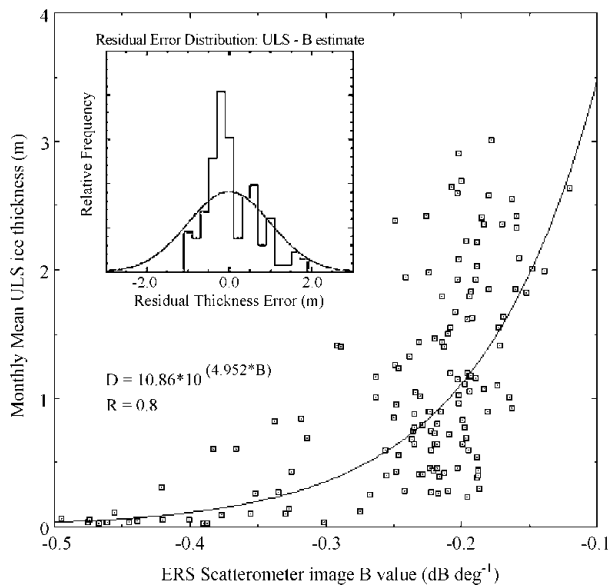 4
3
2
1
0
Monthly Mean ULS ice thickness (m)
Residual Error Distribution: ULS - B estimate
Relative Frequency
-2.0 0.0 2.0
Residual Thickness Error (m)
D = 10.86*10^(4.952*B)
R = 0.8
-0.5 -0.4 -0.3 -0.2 -0.1
ERS Scatterometer image B value (dB deg⁻¹)